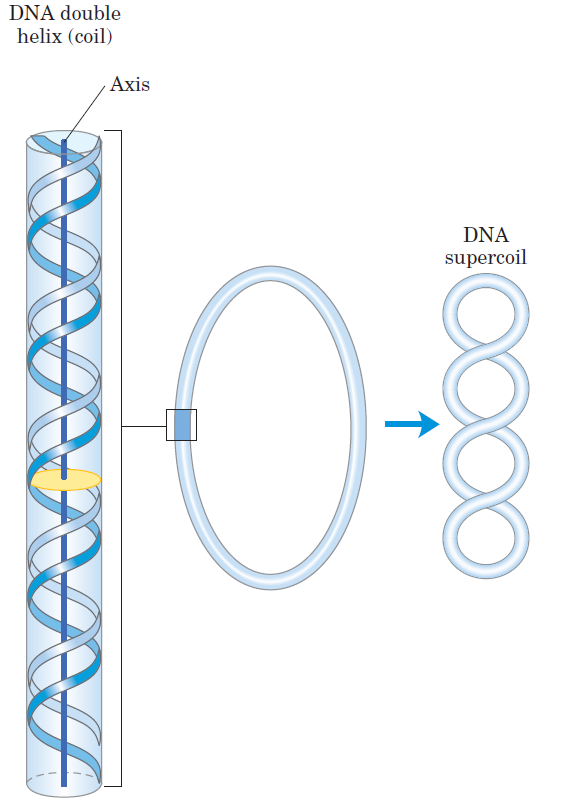 DNA double
helix (coil)
Axis
DNA
supercoil